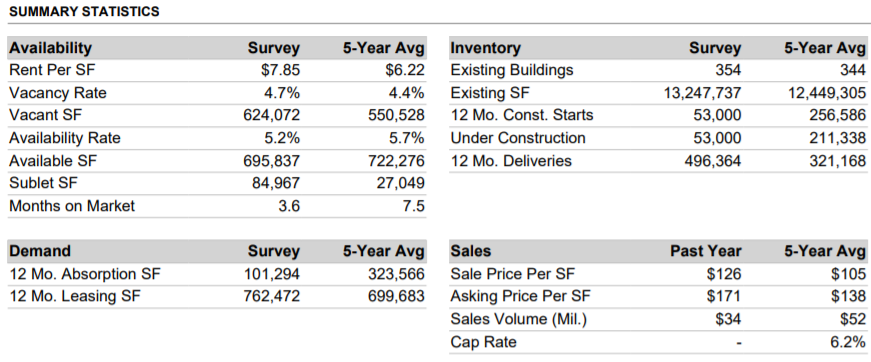 SUMMARY STATISTICS
Availability Survey 5-Year Avg
Rent Per SF $7.85 $6.22
Vacancy Rate 4.7% 4.4%
Vacant SF 624,072 550,528
Availability Rate 5.2% 5.7%
Available SF 695,837 722,276
Sublet SF 84,967 27,049
Months on Market 3.6 7.5
Inventory Survey 5-Year Avg
Existing Buildings 354 344
Existing SF 13,247,737 12,449,305
12 Mo. Const. Starts 53,000 256,586
Under Construction 53,000 211,338
12 Mo. Deliveries 496,364 321,168
Demand Survey 5-Year Avg
12 Mo. Absorption SF 101,294 323,566
12 Mo. Leasing SF 762,472 699,683
Sales Past Year 5-Year Avg
Sale Price Per SF $126 $105
Asking Price Per SF $171 $138
Sales Volume (Mil.) $34 $52
Cap Rate - 6.2%